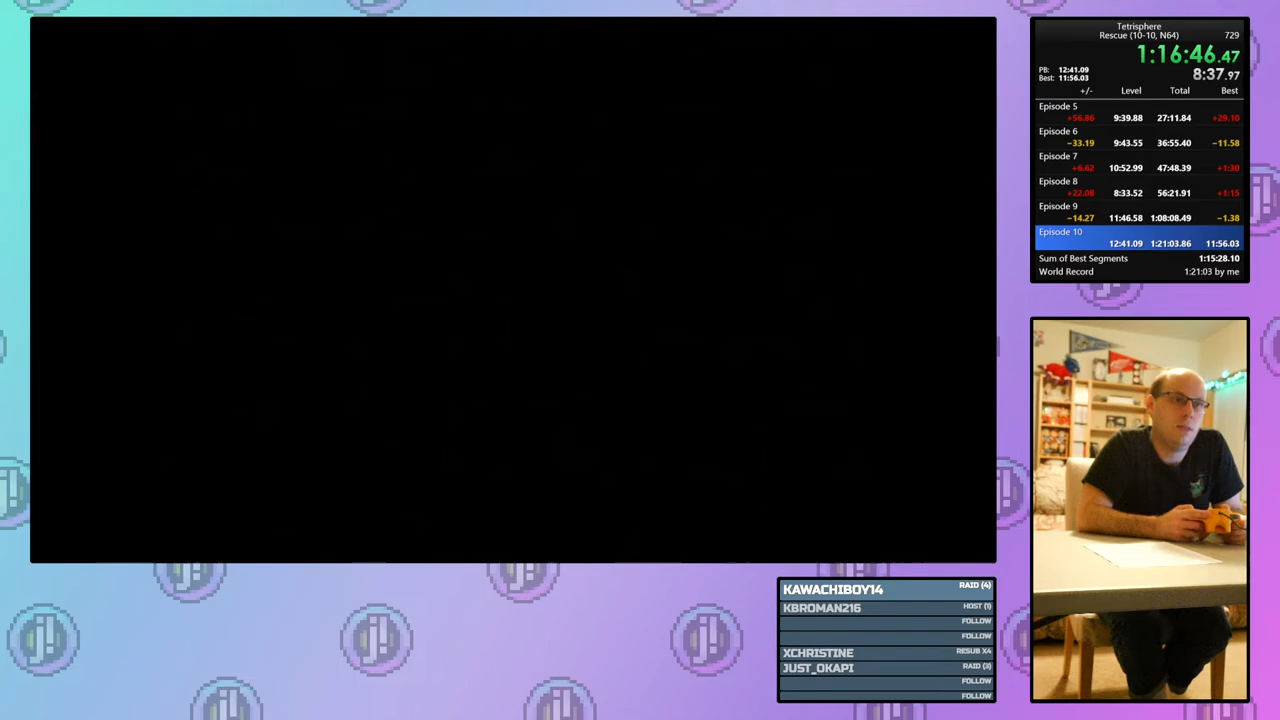 Tetrisphere
Rescue (10-10, N64) 729
1:16:46.47
PB: 12:41.09
Best: 11:56.03
8:37.97
+/- Level Total Best
Episode 5
+56.86 9:39.88 27:11.84 +29.10
Episode 6
−33.19 9:43.55 36:55.40 −11.58
Episode 7
+6.62 10:52.99 47:48.39 +1:30
Episode 8
+22.08 8:33.52 56:21.91 +1:15
Episode 9
−14.27 11:46.58 1:08:08.49 −1.38
Episode 10
12:41.09 1:21:03.86 11:56.03
Sum of Best Segments 1:15:28.10
World Record 1:21:03 by me
KAWACHIBOY14 RAID (4)
KBROMAN216 HOST (1)
FOLLOW
FOLLOW
XCHRISTINE RESUB X4
JUST_OKAPI RAID (3)
FOLLOW
FOLLOW